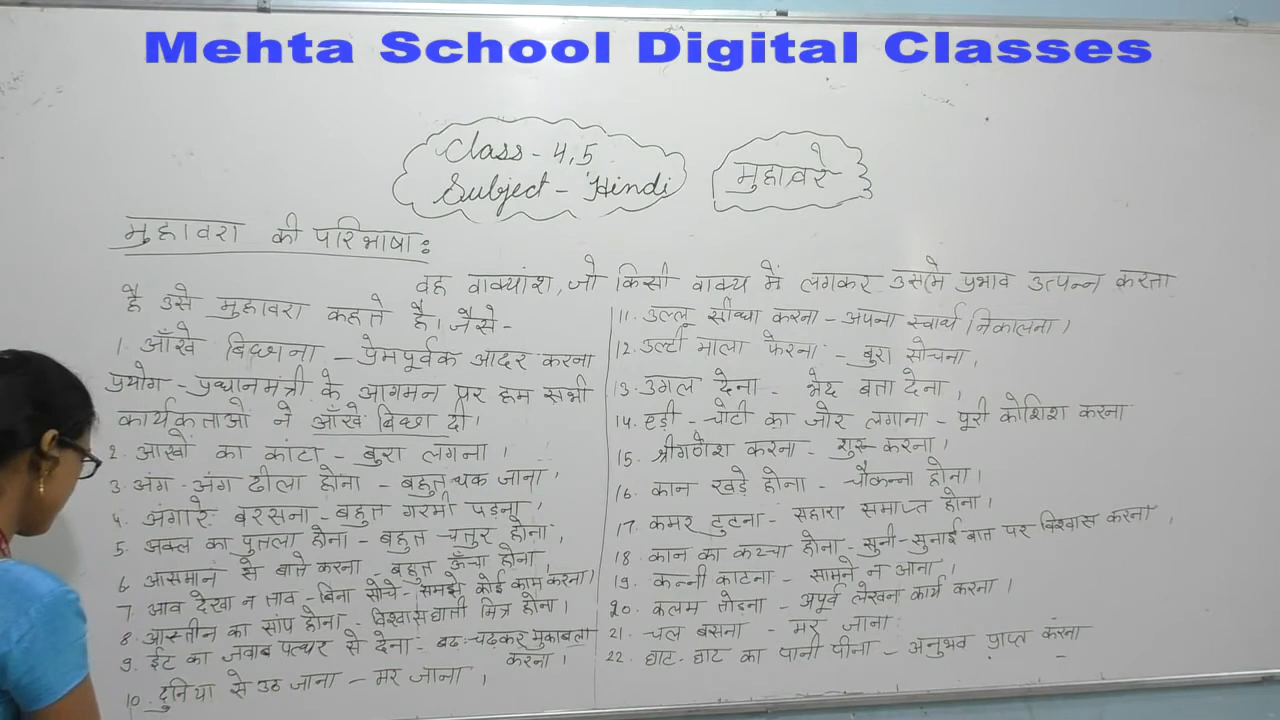 Mehta School Digital Classes
Class - 4,5
Subject - Hindi
मुहावरे
मुहावरा की परिभाषा :
वह वाक्यांश, जो किसी वाक्य में लगकर उसमे प्रभाव उत्पन्न करता
है उसे मुहावरा कहते है। जैसे -
1. आँखे बिछाना - प्रेमपूर्वक आदर करना
प्रयोग - प्रधानमंत्री के आगमन पर हम सभी
कार्यकताओ ने आँखे बिछा दी।
2. आखों का कांटा - बुरा लगना।
3. अंग - अंग ढीला होना - बहुत थक जाना।
4. अंगारे बरसना - बहुत गरमी पड़ना।
5. अक्ल का पुतला होना - बहुत चतुर होना।
6. आसमान से बाते करना - बहुत ऊँचा होना।
7. आव देखा न ताव - बिना सोचे - समझे कोई काम करना।
8. आस्तीन का सांप होना - विश्वासघाती मित्र होना।
9. ईट का जवाब पत्थर से देना - बढ़-चढ़कर मुकाबला
करना।
10. दुनिया से उठ जाना - मर जाना।
11. उल्लू सीधा करना - अपना स्वार्थ निकालना।
12. उल्टी माला फेरना - बुरा सोचना।
13. उगल देना - भेद बता देना।
14. एड़ी - चोटी का जोर लगाना - पूरी कोशिश करना
15. श्रीगणेश करना - शुरू करना।
16. कान खड़े होना - चौकन्ना होना।
17. कमर टुटना - सहारा समाप्त होना।
18. कान का कच्चा होना - सुनी-सुनाई बात पर विश्वास करना।
19. कन्नी काटना - सामने न आना।
20. कलम तोड़ना - अपूर्व लेखन कार्य करना।
21. चल बसना - मर जाना
22. घाट-घाट का पानी पीना - अनुभव प्राप्त करना